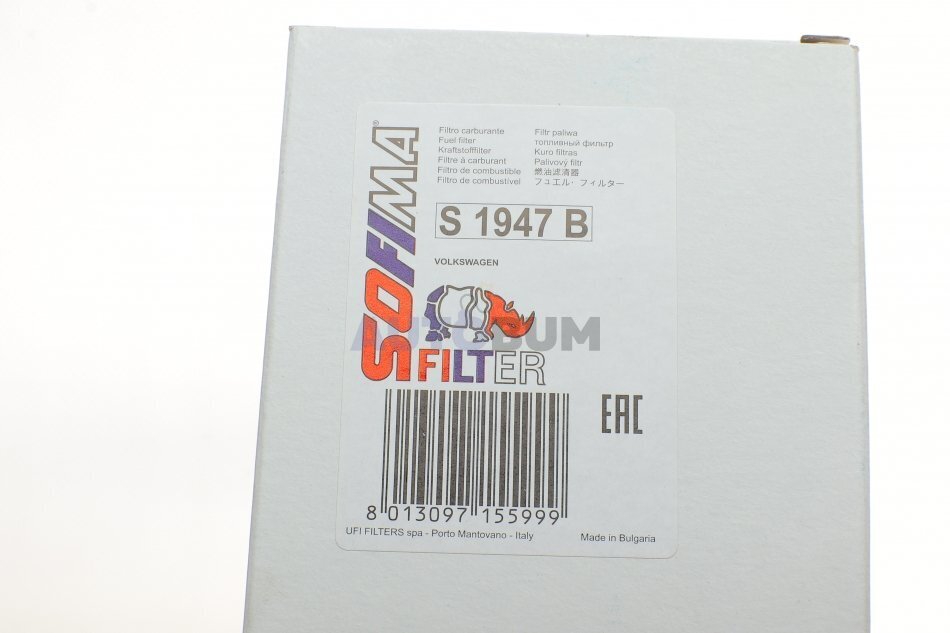 SOFIMA®
Filtro carburante
Fuel filter
Kraftstofffilter
Filtre à carburant
Filtro de combustible
Filtro de combustível
Filtr paliwa
топливный фильтр
Kuro filtras
Palivový filtr
燃油滤清器
フュエル・フィルター
S 1947 B
VOLKSWAGEN
AUTOBUM
FILTER
EAC
8 013097 155999
UFI FILTERS spa - Porto Mantovano - Italy
Made in Bulgaria